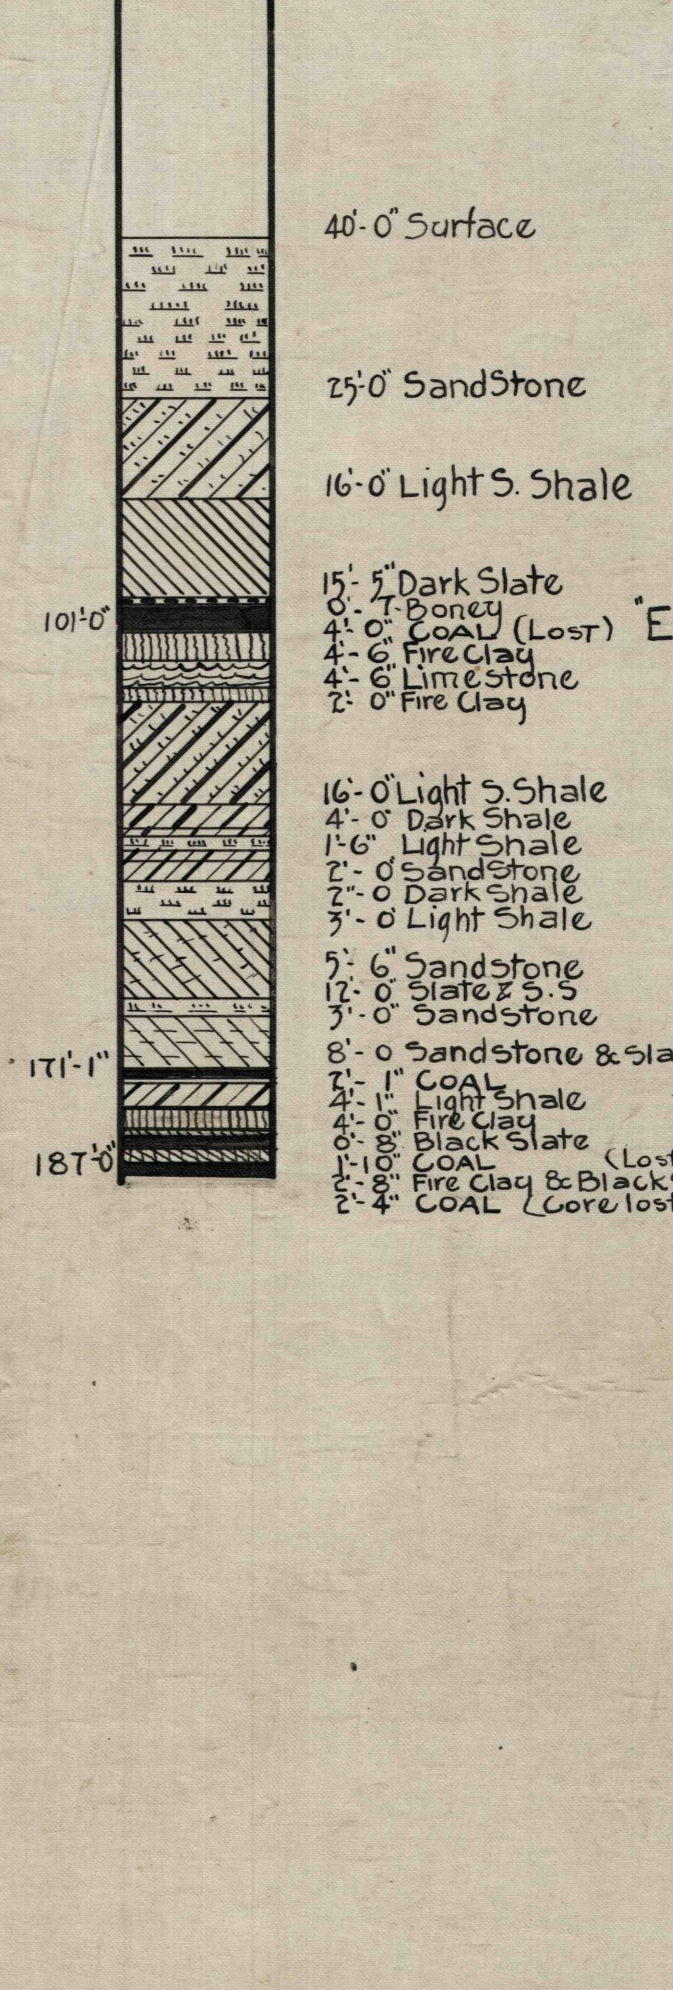 40'-0" Surface
25'-0" SandStone
16'-0" Light S. Shale
15'-5" Dark Slate
0'-7-Boney
101'-0" 4'-0" COAL (LOST) "E
4'-6" Fire Clay
4'-6" Limestone
2'-0" Fire Clay
16'-0" Light S. Shale
4'-0" Dark Shale
1'-6" Light Shale
2'-0" Sandstone
2"-0 Dark Shale
3'-0" Light Shale
5'-6" Sandstone
12'-0" Slate & S.S
3'-0" Sandstone
171'-1" 8'-0 Sandstone & Sla
2'-1" COAL
4'-1" Light Shale
4'-0" Fire Clay
0'-8" Black Slate
187'-0" 1'-10" COAL (Lost
2'-8" Fire Clay & Black
2'-4" COAL (Core lost